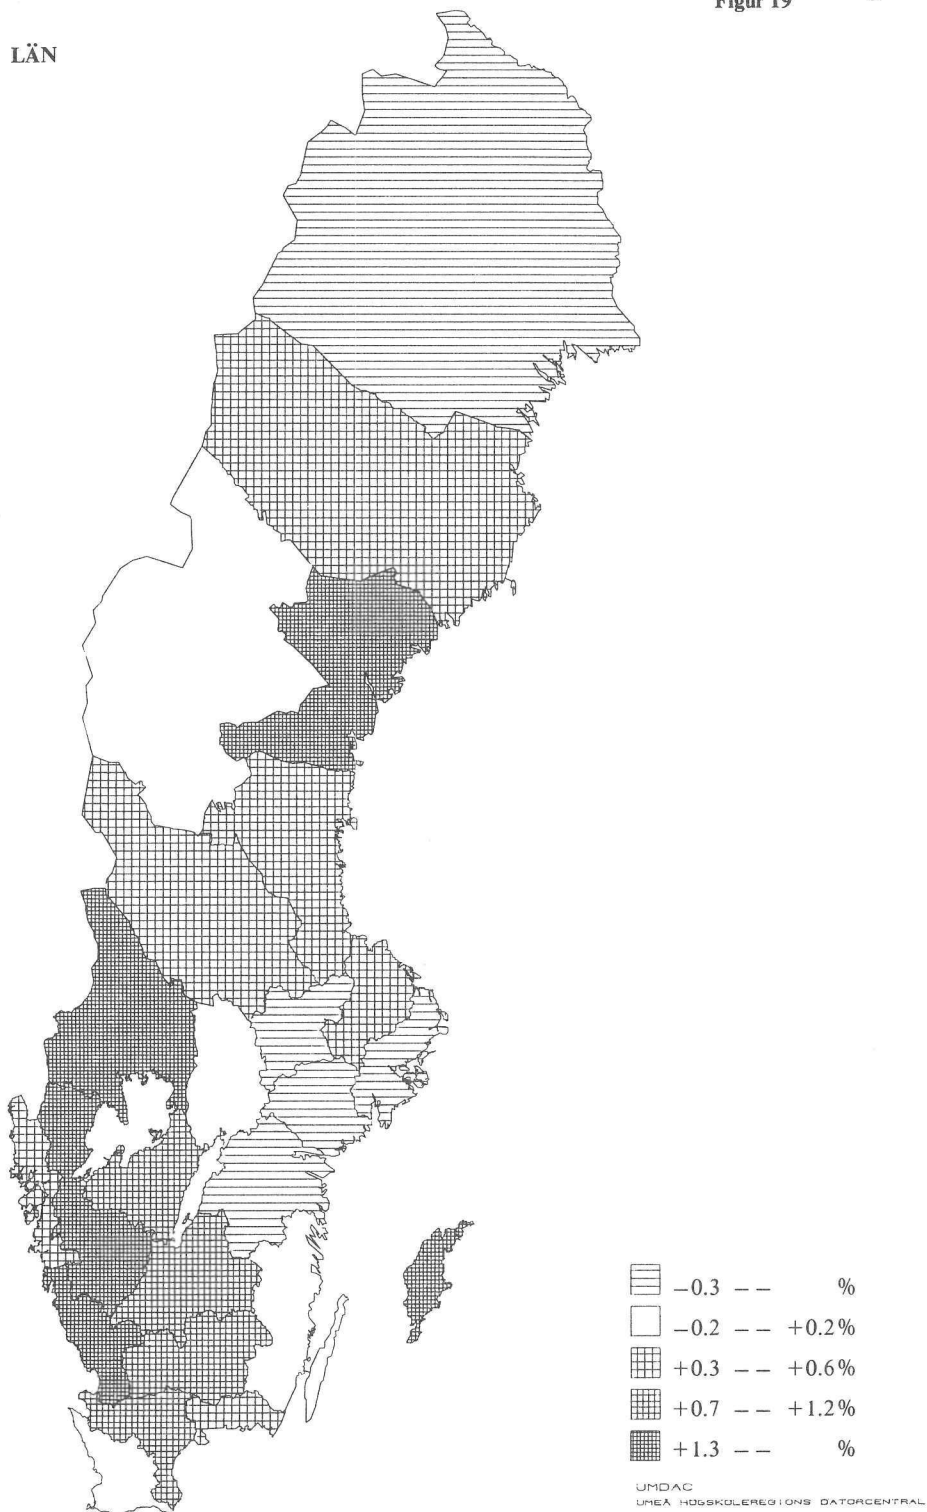 Figur 19
LÄN
−0.3 – – %
−0.2 – – +0.2%
+0.3 – – +0.6%
+0.7 – – +1.2%
+1.3 – – %
UMDAC
UMEÅ HÖGSKOLEREGIONS DATORCENTRAL